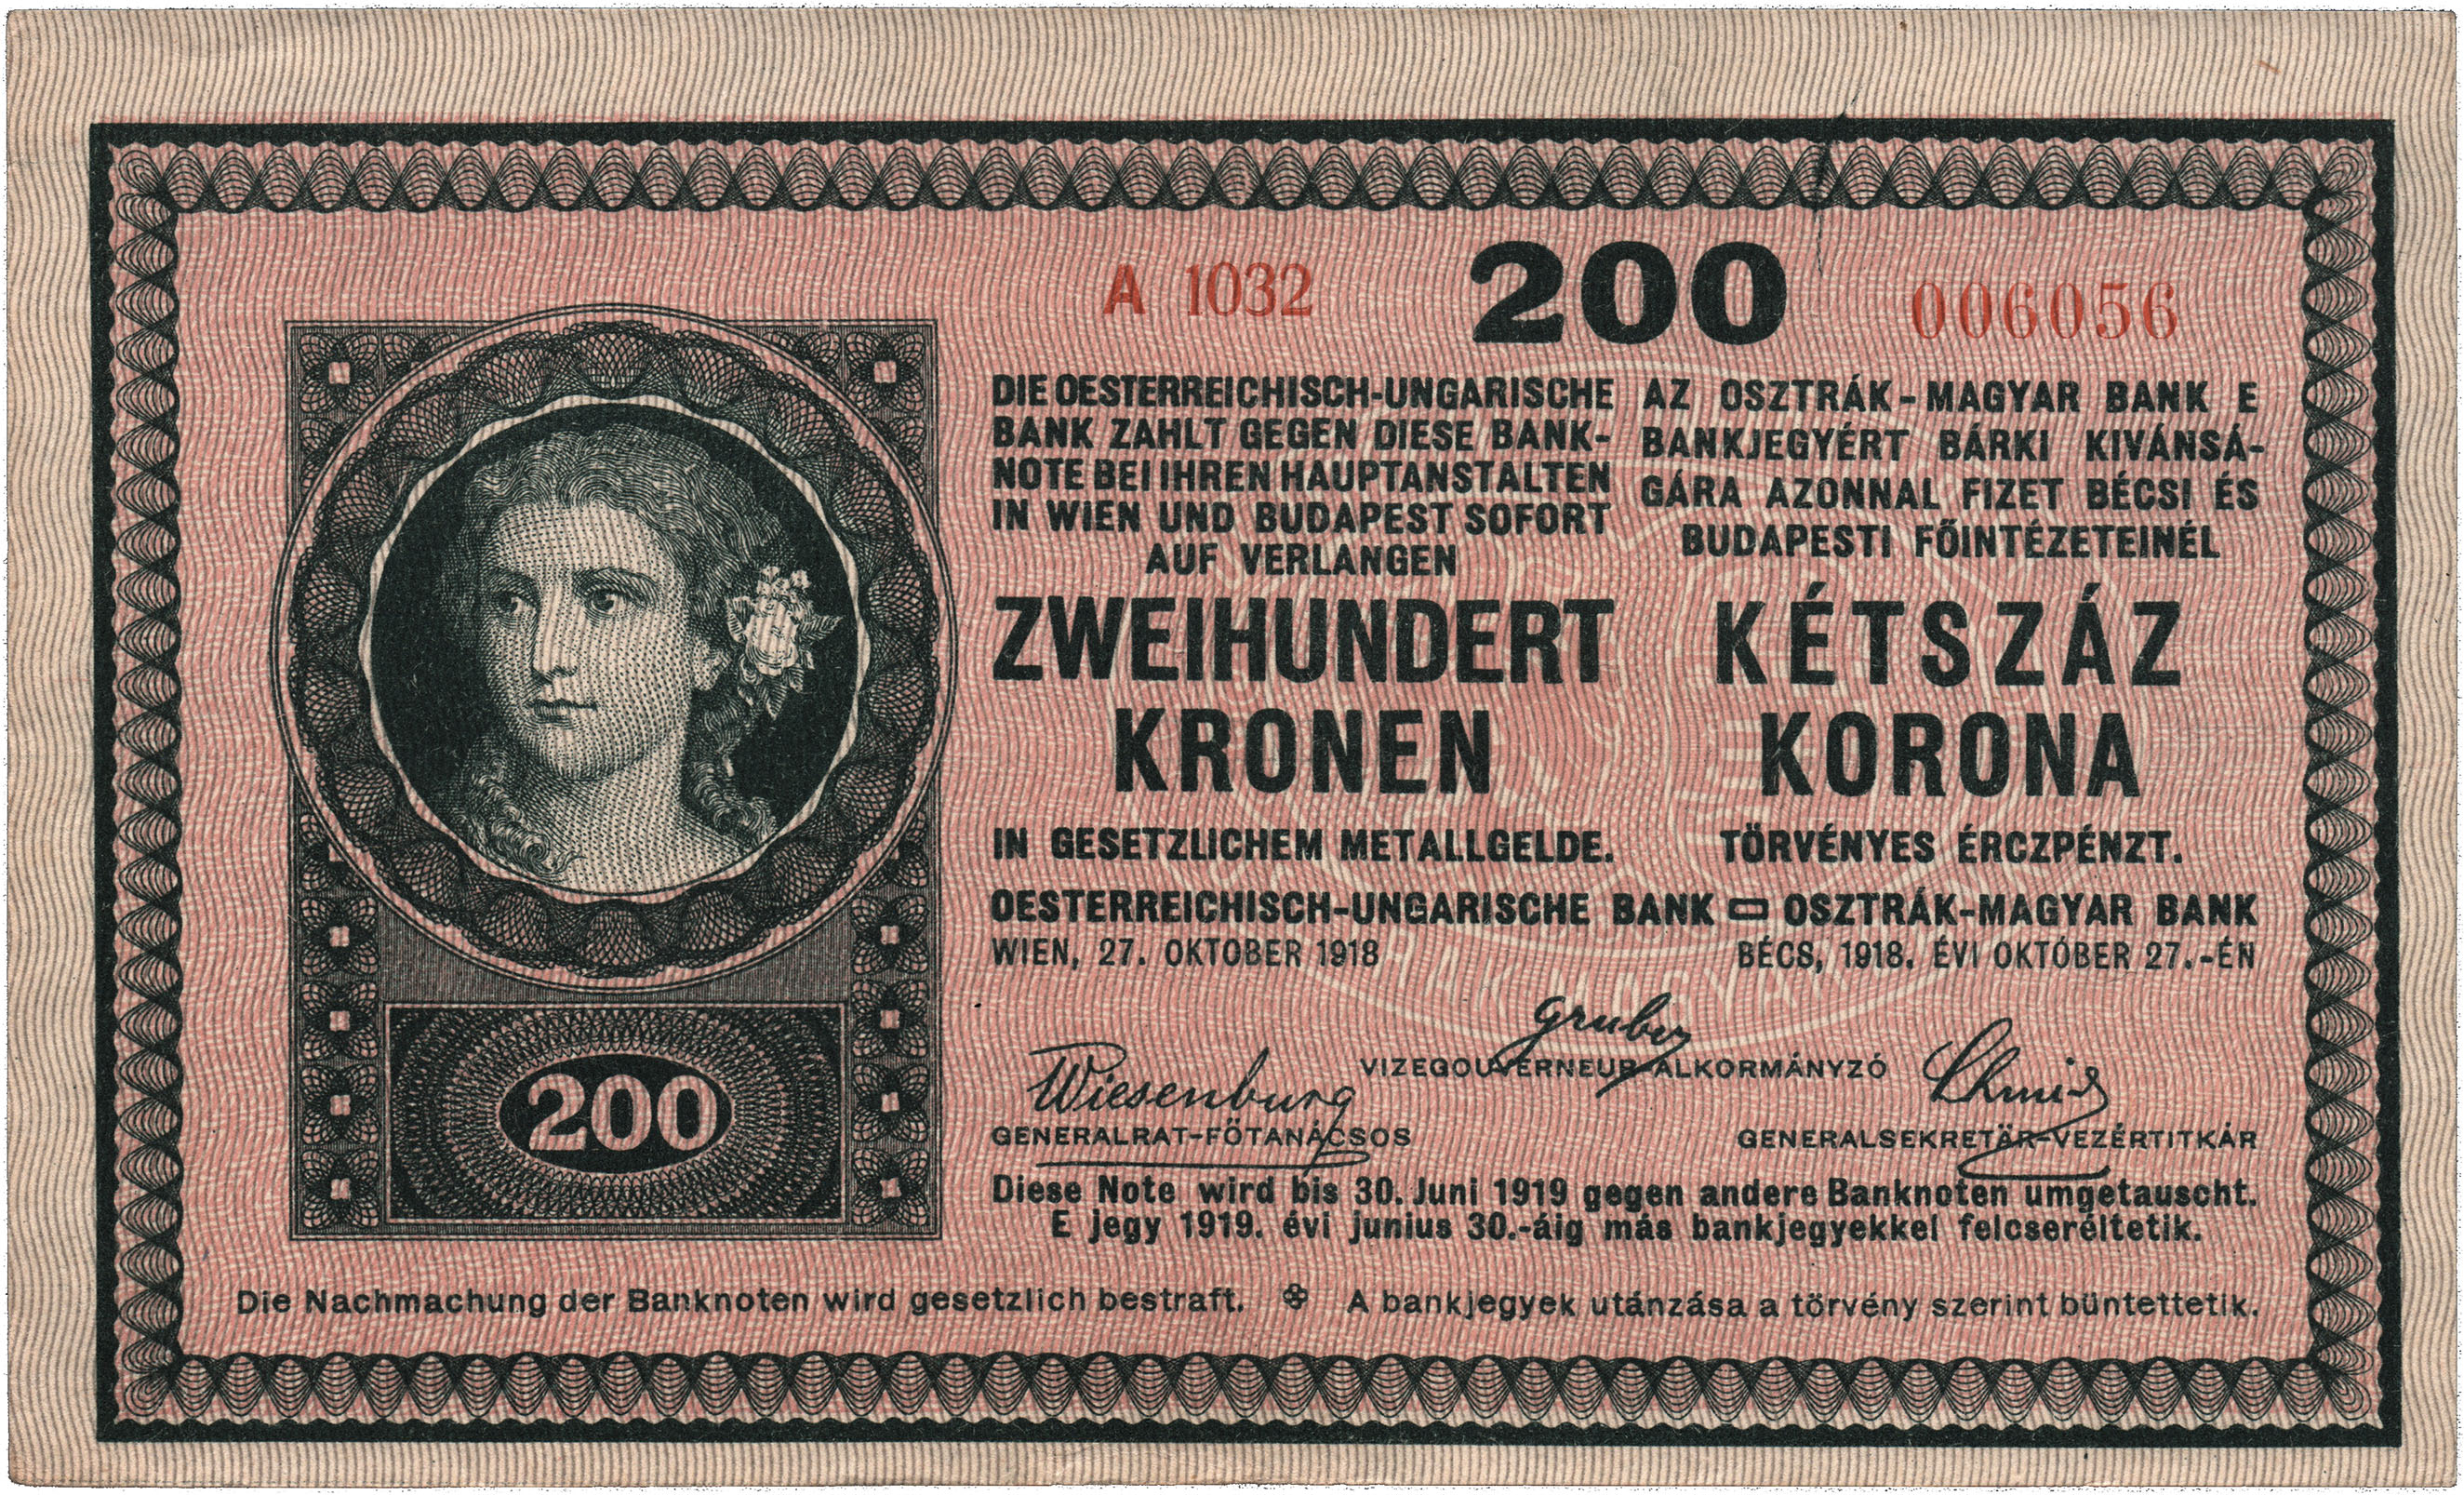 A 1032 200 006056
DIE OESTERREICHISCH-UNGARISCHE
BANK ZAHLT GEGEN DIESE BANK-
NOTE BEI IHREN HAUPTANSTALTEN
IN WIEN UND BUDAPEST SOFORT
AUF VERLANGEN
ZWEIHUNDERT
KRONEN
IN GESETZLICHEM METALLGELDE.
AZ OSZTRÁK-MAGYAR BANK E
BANKJEGYÉRT BÁRKI KIVÁNSÁ-
GÁRA AZONNAL FIZET BÉCSI ÉS
BUDAPESTI FŐINTÉZETEINÉL
KÉTSZÁZ
KORONA
TÖRVÉNYES ÉRCZPÉNZT.
OESTERREICHISCH-UNGARISCHE BANK OSZTRÁK-MAGYAR BANK
WIEN, 27. OKTOBER 1918 BÉCS, 1918. ÉVI OKTÓBER 27.-ÉN
Gruber
VIZEGOUVERNEUR-ALKORMÁNYZÓ
Wiesenburg Schmid
GENERALRAT-FŐTANÁCSOS GENERALSEKRETÄR-VEZÉRTITKÁR
200
Diese Note wird bis 30. Juni 1919 gegen andere Banknoten umgetauscht.
E jegy 1919. évi junius 30.-áig más bankjegyekkel felcseréltetik.
Die Nachmachung der Banknoten wird gesetzlich bestraft. A bankjegyek utánzása a törvény szerint büntettetik.